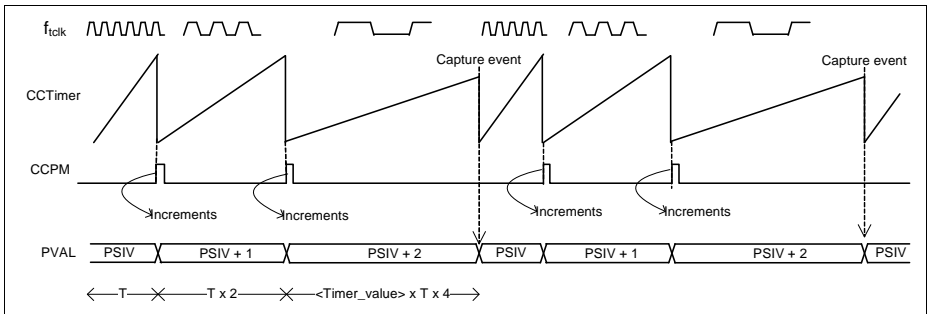 ftclk
Capture event Capture event
CCTimer
CCPM
Increments Increments Increments Increments
PVAL PSIV PSIV + 1 PSIV + 2 PSIV PSIV + 1 PSIV + 2 PSIV
T T x 2 <Timer_value> x T x 4